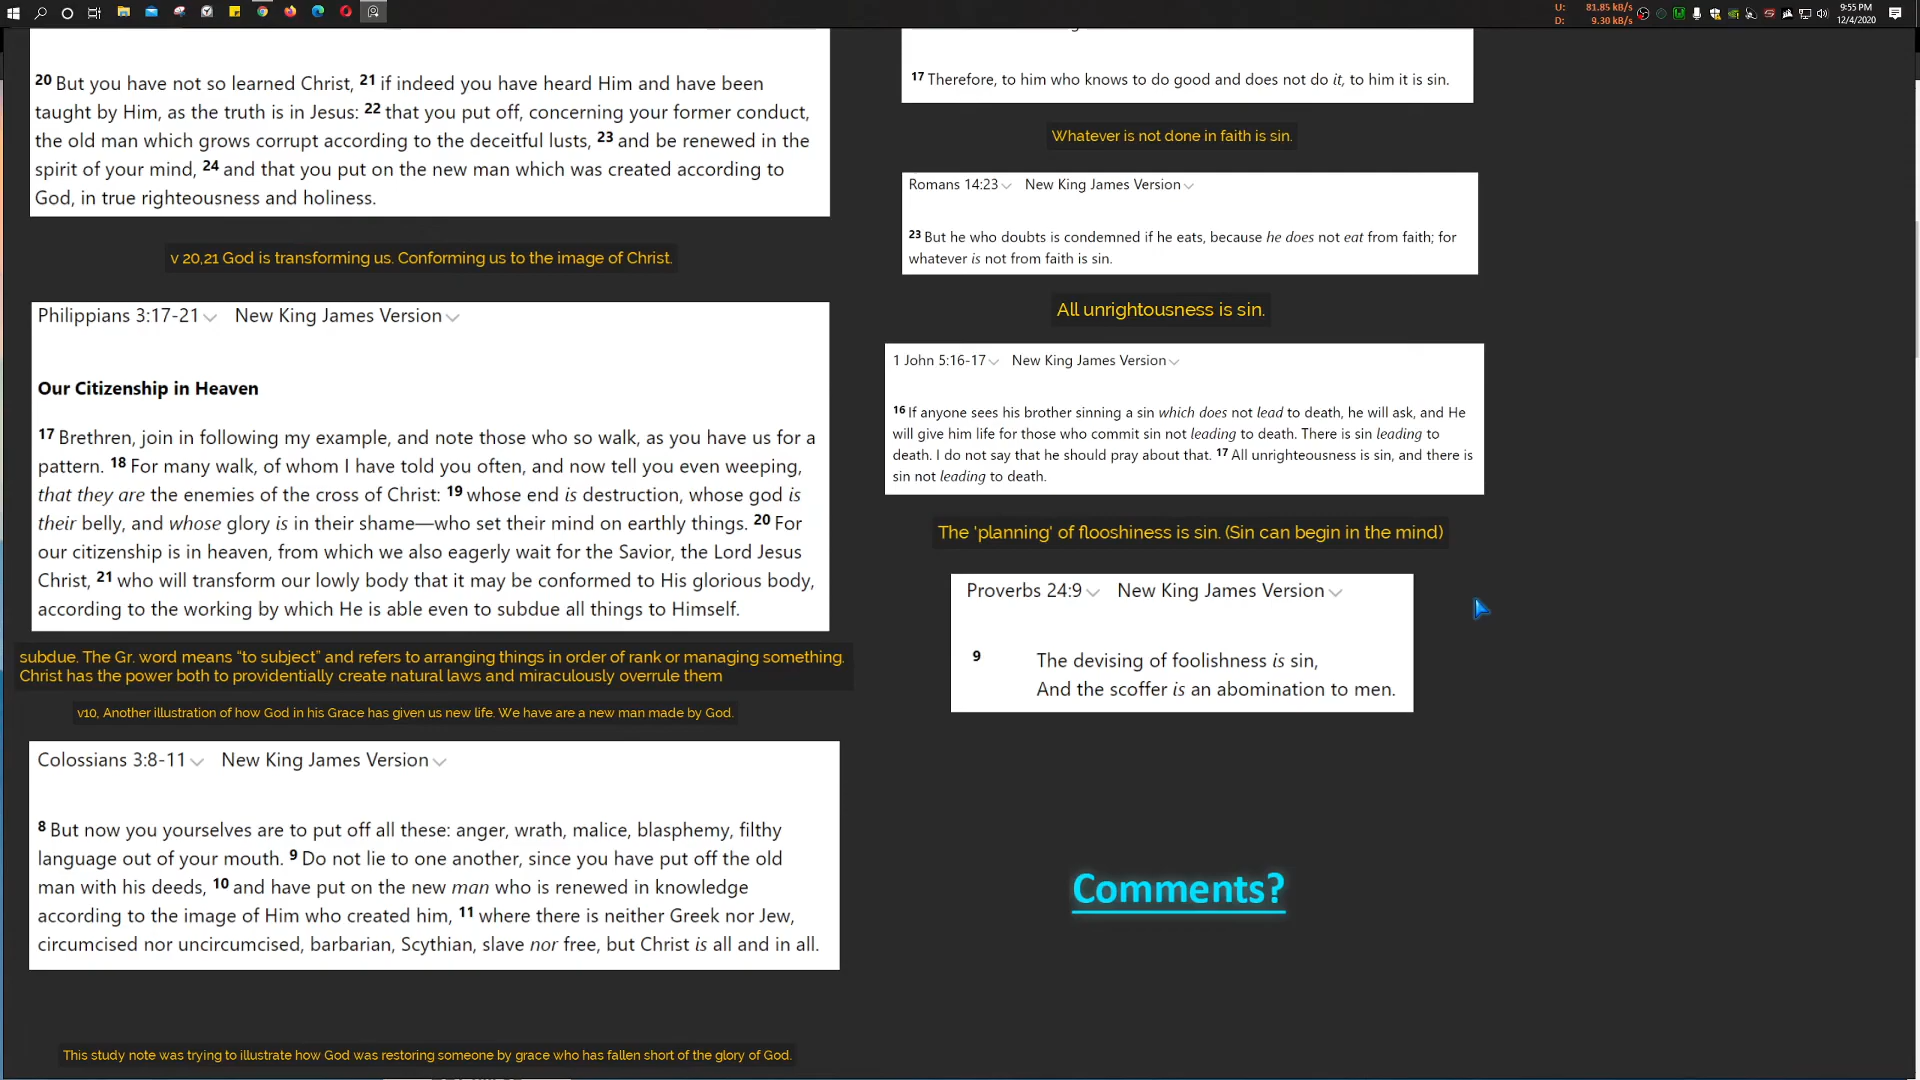 U: 81.85 kB/s
D: 9.30 kB/s
9:55 PM
12/4/2020
20 But you have not so learned Christ, 21 if indeed you have heard Him and have been
taught by Him, as the truth is in Jesus: 22 that you put off, concerning your former conduct,
the old man which grows corrupt according to the deceitful lusts, 23 and be renewed in the
spirit of your mind, 24 and that you put on the new man which was created according to
God, in true righteousness and holiness.
v 20,21 God is transforming us. Conforming us to the image of Christ.
Philippians 3:17-21 New King James Version
Our Citizenship in Heaven
17 Brethren, join in following my example, and note those who so walk, as you have us for a
pattern. 18 For many walk, of whom I have told you often, and now tell you even weeping,
that they are the enemies of the cross of Christ: 19 whose end is destruction, whose god is
their belly, and whose glory is in their shame—who set their mind on earthly things. 20 For
our citizenship is in heaven, from which we also eagerly wait for the Savior, the Lord Jesus
Christ, 21 who will transform our lowly body that it may be conformed to His glorious body,
according to the working by which He is able even to subdue all things to Himself.
subdue. The Gr. word means “to subject” and refers to arranging things in order of rank or managing something.
Christ has the power both to providentially create natural laws and miraculously overrule them
v10, Another illustration of how God in his Grace has given us new life. We have are a new man made by God.
Colossians 3:8-11 New King James Version
8 But now you yourselves are to put off all these: anger, wrath, malice, blasphemy, filthy
language out of your mouth. 9 Do not lie to one another, since you have put off the old
man with his deeds, 10 and have put on the new man who is renewed in knowledge
according to the image of Him who created him, 11 where there is neither Greek nor Jew,
circumcised nor uncircumcised, barbarian, Scythian, slave nor free, but Christ is all and in all.
This study note was trying to illustrate how God was restoring someone by grace who has fallen short of the glory of God.
17 Therefore, to him who knows to do good and does not do it, to him it is sin.
Whatever is not done in faith is sin.
Romans 14:23 New King James Version
23 But he who doubts is condemned if he eats, because he does not eat from faith; for
whatever is not from faith is sin.
All unrightousness is sin.
1 John 5:16-17 New King James Version
16 If anyone sees his brother sinning a sin which does not lead to death, he will ask, and He
will give him life for those who commit sin not leading to death. There is sin leading to
death. I do not say that he should pray about that. 17 All unrighteousness is sin, and there is
sin not leading to death.
The 'planning' of flooshiness is sin. (Sin can begin in the mind)
Proverbs 24:9 New King James Version
9 The devising of foolishness is sin,
And the scoffer is an abomination to men.
Comments?